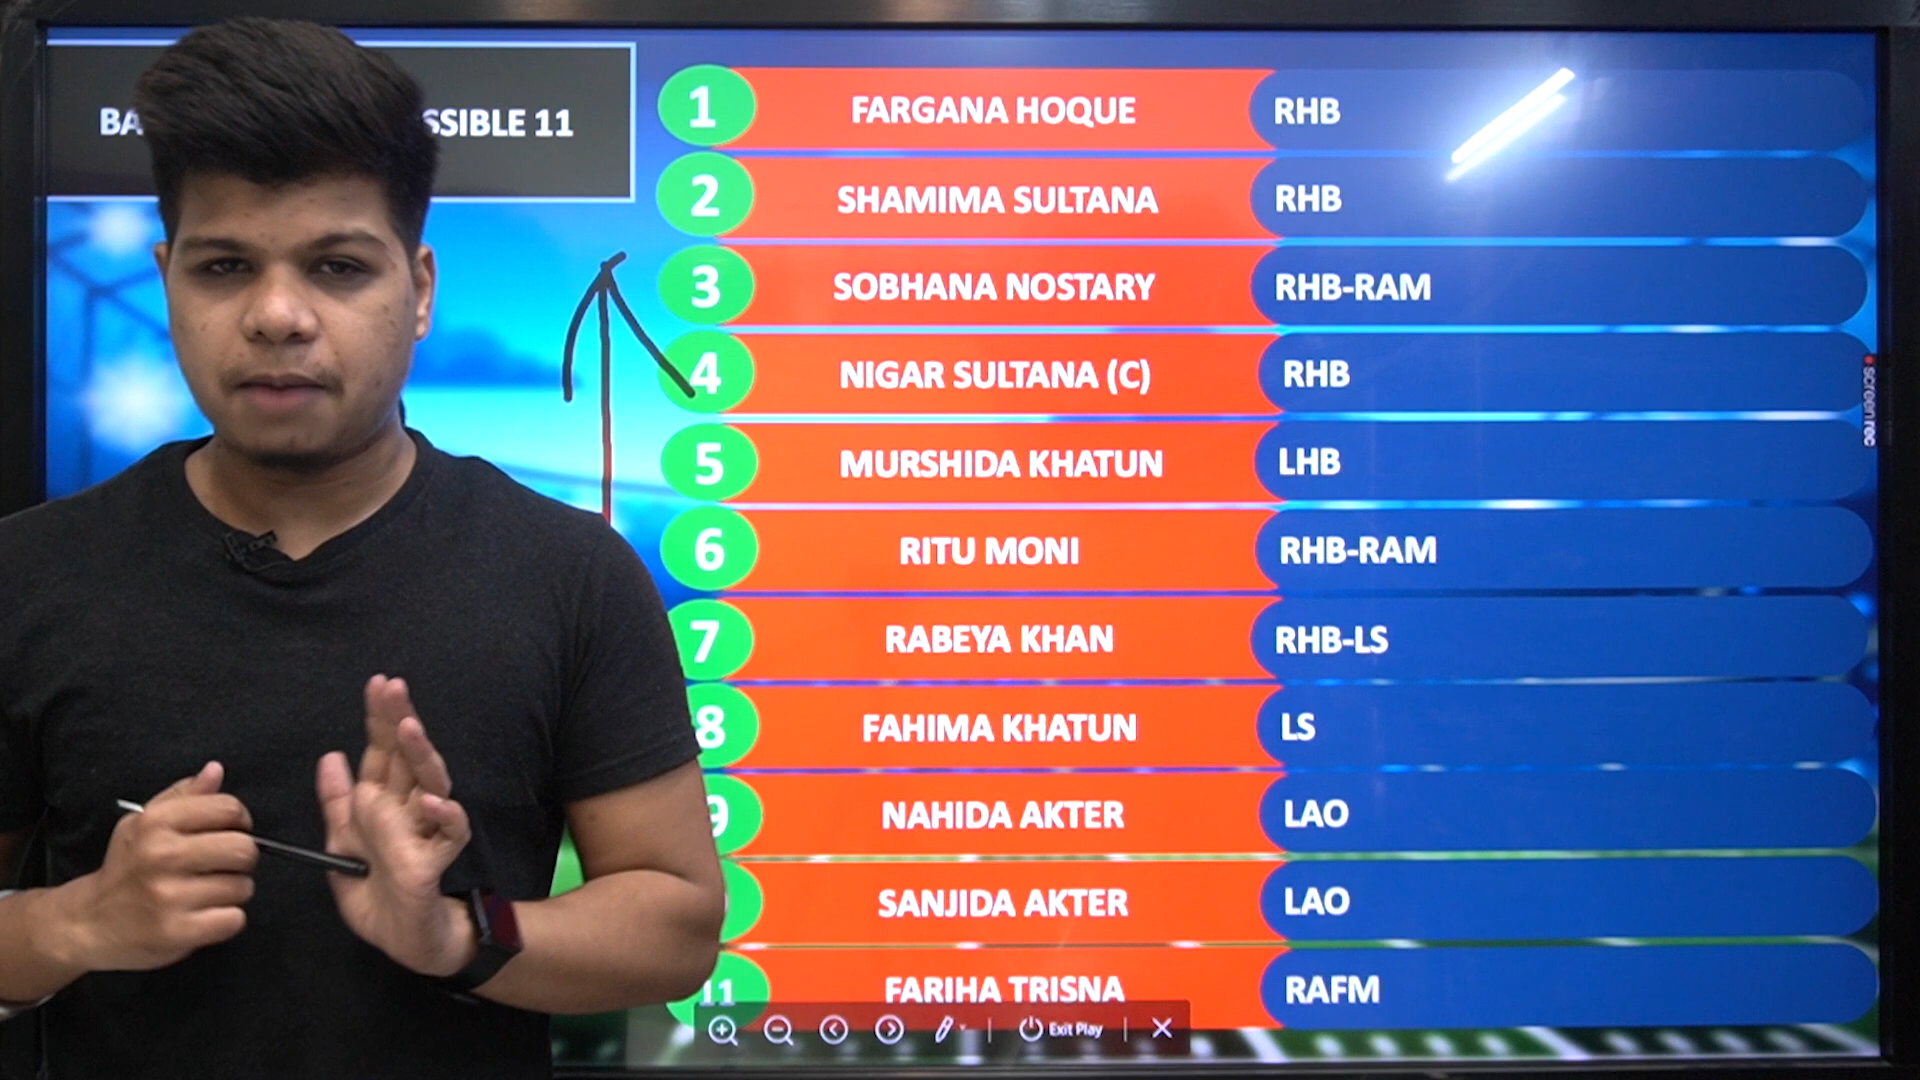 SSIBLE 11
1 FARGANA HOQUE RHB
2 SHAMIMA SULTANA RHB
3 SOBHANA NOSTARY RHB-RAM
4 NIGAR SULTANA (C) RHB
5 MURSHIDA KHATUN LHB
6 RITU MONI RHB-RAM
7 RABEYA KHAN RHB-LS
8 FAHIMA KHATUN LS
9 NAHIDA AKTER LAO
SANJIDA AKTER LAO
11 FARIHA TRISNA RAFM
Exit Play
screenrec